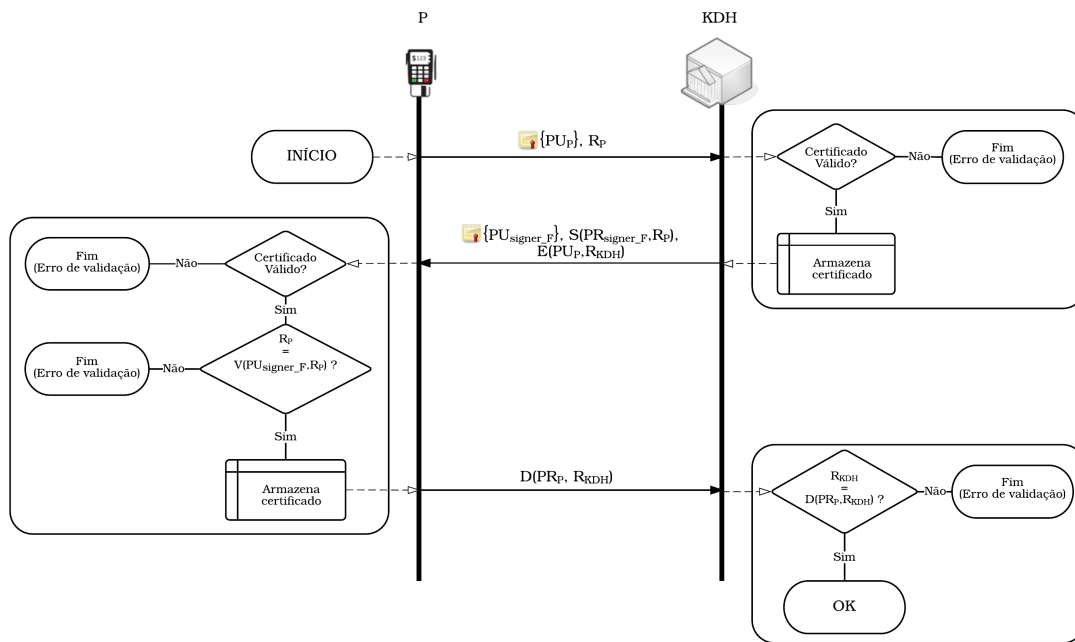 P
KDH
$123
INÍCIO
{PU_P}, R_P
Certificado
Válido?
Não
Fim
(Erro de validação)
Sim
Armazena
certificado
{PU_signer_F}, S(PR_signer_F,R_P),
E(PU_P,R_KDH)
Certificado
Válido?
Não
Fim
(Erro de validação)
Sim
R_P
=
V(PU_signer_F,R_P) ?
Não
Fim
(Erro de validação)
Sim
Armazena
certificado
D(PR_P, R_KDH)
R_KDH
=
D(PR_P,R_KDH) ?
Não
Fim
(Erro de validação)
Sim
OK